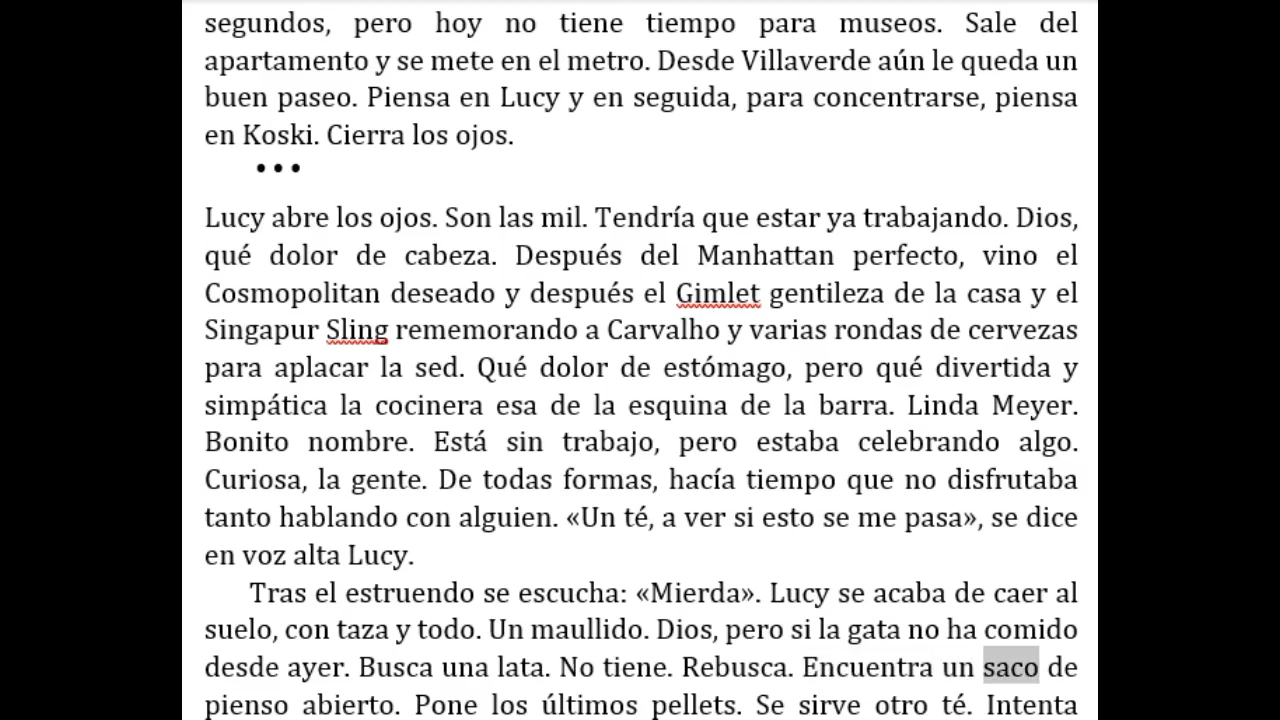 segundos, pero hoy no tiene tiempo para museos. Sale del
apartamento y se mete en el metro. Desde Villaverde aún le queda un
buen paseo. Piensa en Lucy y en seguida, para concentrarse, piensa
en Koski. Cierra los ojos.
•••
Lucy abre los ojos. Son las mil. Tendría que estar ya trabajando. Dios,
qué dolor de cabeza. Después del Manhattan perfecto, vino el
Cosmopolitan deseado y después el Gimlet gentileza de la casa y el
Singapur Sling rememorando a Carvalho y varias rondas de cervezas
para aplacar la sed. Qué dolor de estómago, pero qué divertida y
simpática la cocinera esa de la esquina de la barra. Linda Meyer.
Bonito nombre. Está sin trabajo, pero estaba celebrando algo.
Curiosa, la gente. De todas formas, hacía tiempo que no disfrutaba
tanto hablando con alguien. «Un té, a ver si esto se me pasa», se dice
en voz alta Lucy.
Tras el estruendo se escucha: «Mierda». Lucy se acaba de caer al
suelo, con taza y todo. Un maullido. Dios, pero si la gata no ha comido
desde ayer. Busca una lata. No tiene. Rebusca. Encuentra un saco de
pienso abierto. Pone los últimos pellets. Se sirve otro té. Intenta